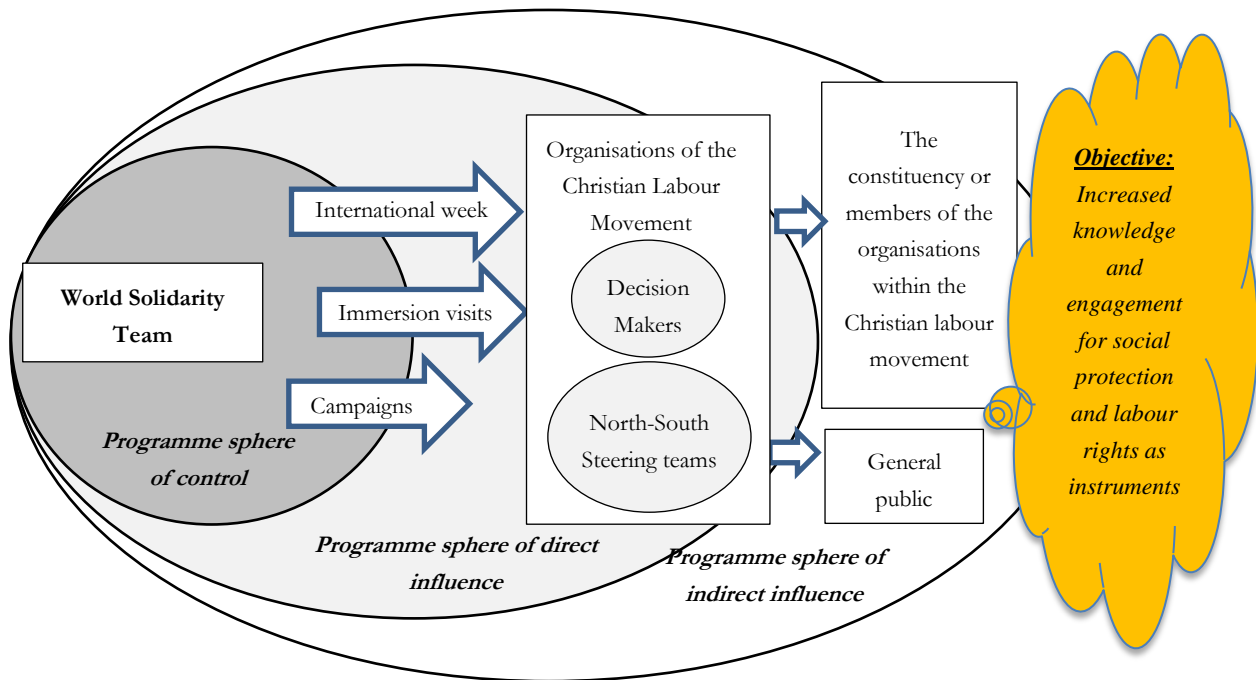 World Solidarity
Team
Programme sphere
of control
International week
Immersion visits
Campaigns
Programme sphere of direct
influence
Organisations of the
Christian Labour
Movement
Decision
Makers
North-South
Steering teams
Programme sphere of
indirect influence
The
constituency or
members of the
organisations
within the
Christian labour
movement
General
public
Objective:
Increased
knowledge
and
engagement
for social
protection
and labour
rights as
instruments